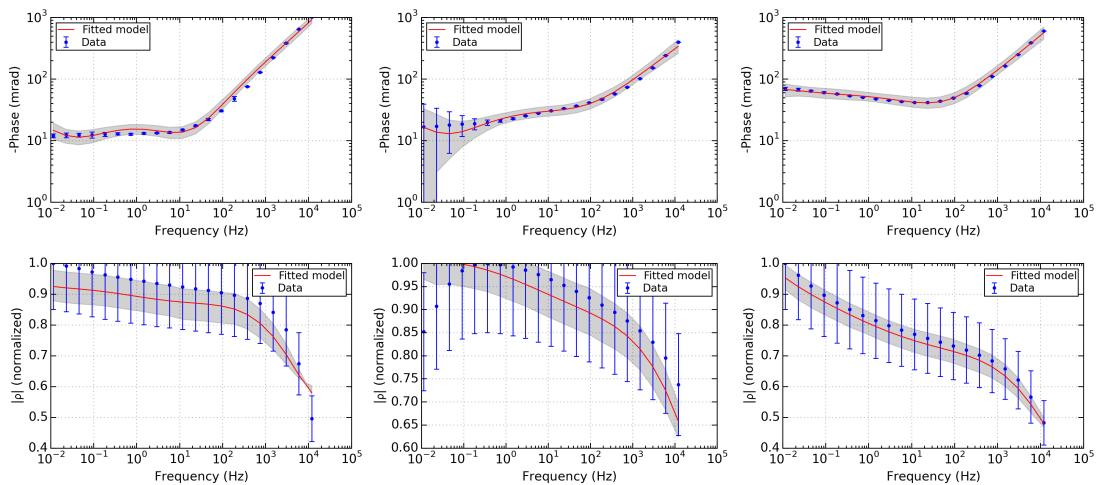 10³
10²
10¹
10⁰
-Phase (mrad)
Fitted model
Data
10⁻² 10⁻¹ 10⁰ 10¹ 10² 10³ 10⁴ 10⁵
Frequency (Hz)
10³
10²
10¹
10⁰
-Phase (mrad)
Fitted model
Data
10⁻² 10⁻¹ 10⁰ 10¹ 10² 10³ 10⁴ 10⁵
Frequency (Hz)
10³
10²
10¹
10⁰
-Phase (mrad)
Fitted model
Data
10⁻² 10⁻¹ 10⁰ 10¹ 10² 10³ 10⁴ 10⁵
Frequency (Hz)
1.0
0.9
0.8
0.7
0.6
0.5
0.4
|ρ| (normalized)
Fitted model
Data
10⁻² 10⁻¹ 10⁰ 10¹ 10² 10³ 10⁴ 10⁵
Frequency (Hz)
1.00
0.95
0.90
0.85
0.80
0.75
0.70
0.65
0.60
|ρ| (normalized)
Fitted model
Data
10⁻² 10⁻¹ 10⁰ 10¹ 10² 10³ 10⁴ 10⁵
Frequency (Hz)
1.0
0.9
0.8
0.7
0.6
0.5
0.4
|ρ| (normalized)
Fitted model
Data
10⁻² 10⁻¹ 10⁰ 10¹ 10² 10³ 10⁴ 10⁵
Frequency (Hz)